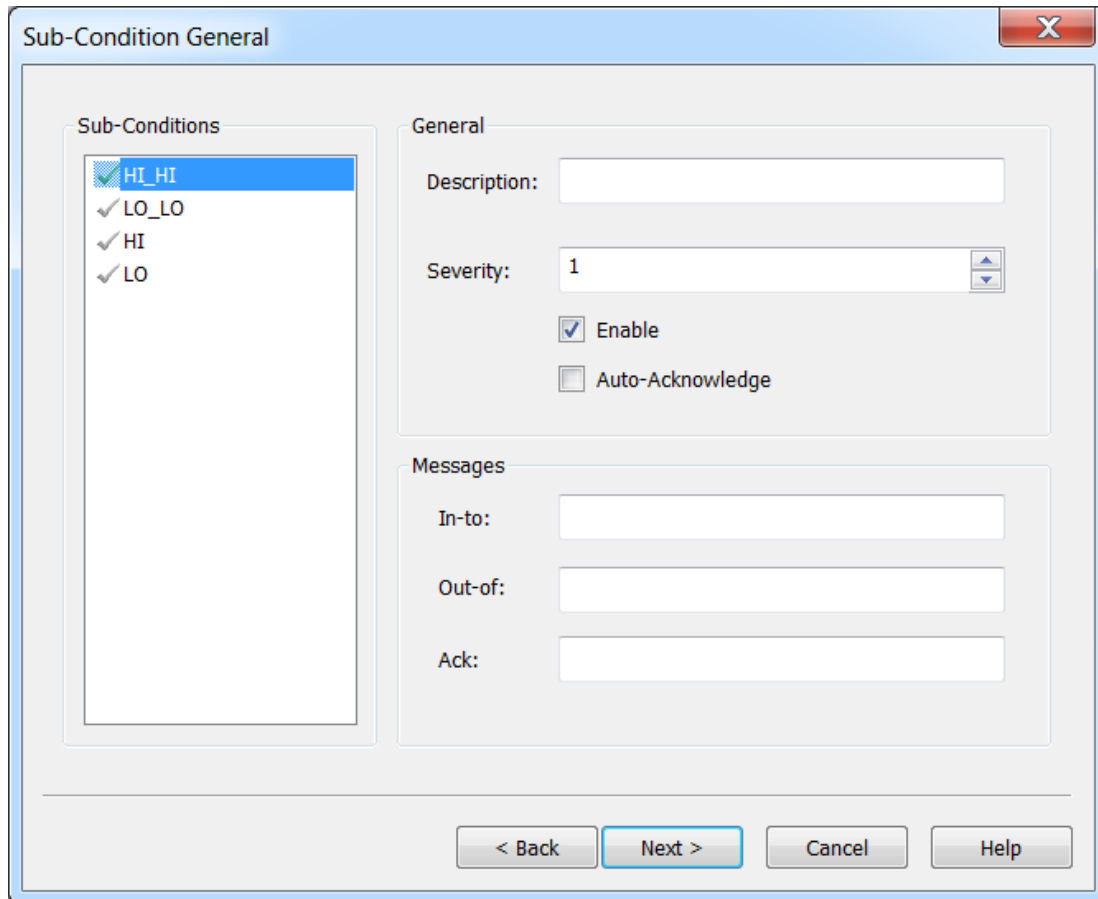 Sub-Condition General
Sub-Conditions
HI_HI
LO_LO
HI
LO
General
Description:
Severity:
1
Enable
Auto-Acknowledge
Messages
In-to:
Out-of:
Ack:
< Back
Next >
Cancel
Help